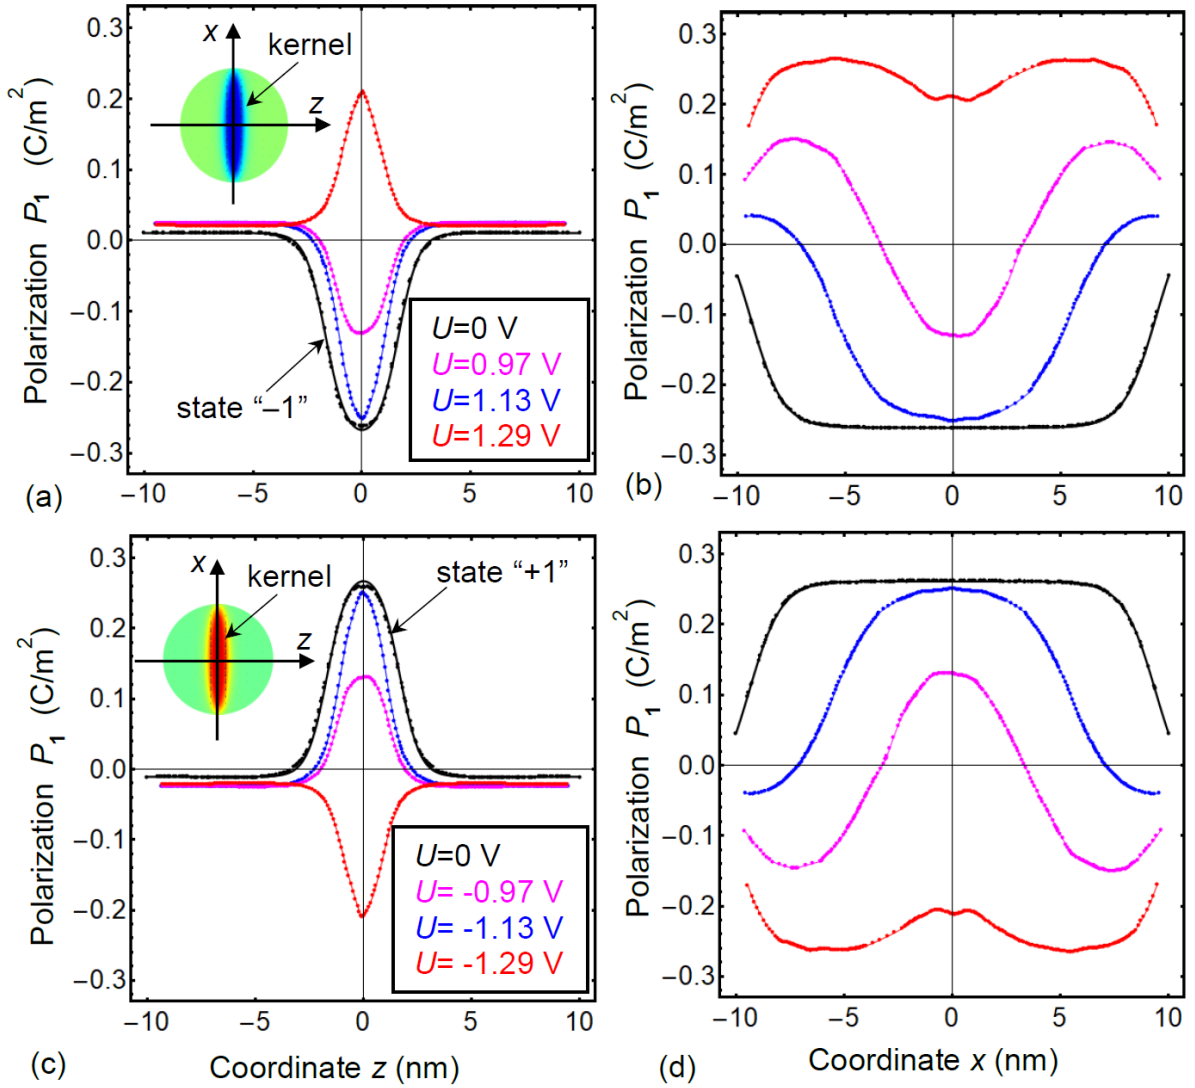 0.3
0.2
0.1
0.0
−0.1
−0.2
−0.3
Polarization P1 (C/m2)
x
kernel
z
state “–1”
U=0 V
U=0.97 V
U=1.13 V
U=1.29 V
(a)
−10
−5
0
5
10
0.3
0.2
0.1
0.0
−0.1
−0.2
−0.3
Polarization P1 (C/m2)
(b)
−10
−5
0
5
10
0.3
0.2
0.1
0.0
−0.1
−0.2
−0.3
Polarization P1 (C/m2)
x
kernel
z
state “+1”
U=0 V
U= -0.97 V
U= -1.13 V
U= -1.29 V
−10
−5
0
5
10
(c)
Coordinate z (nm)
0.3
0.2
0.1
0.0
−0.1
−0.2
−0.3
Polarization P1 (C/m2)
−10
−5
0
5
10
(d)
Coordinate x (nm)